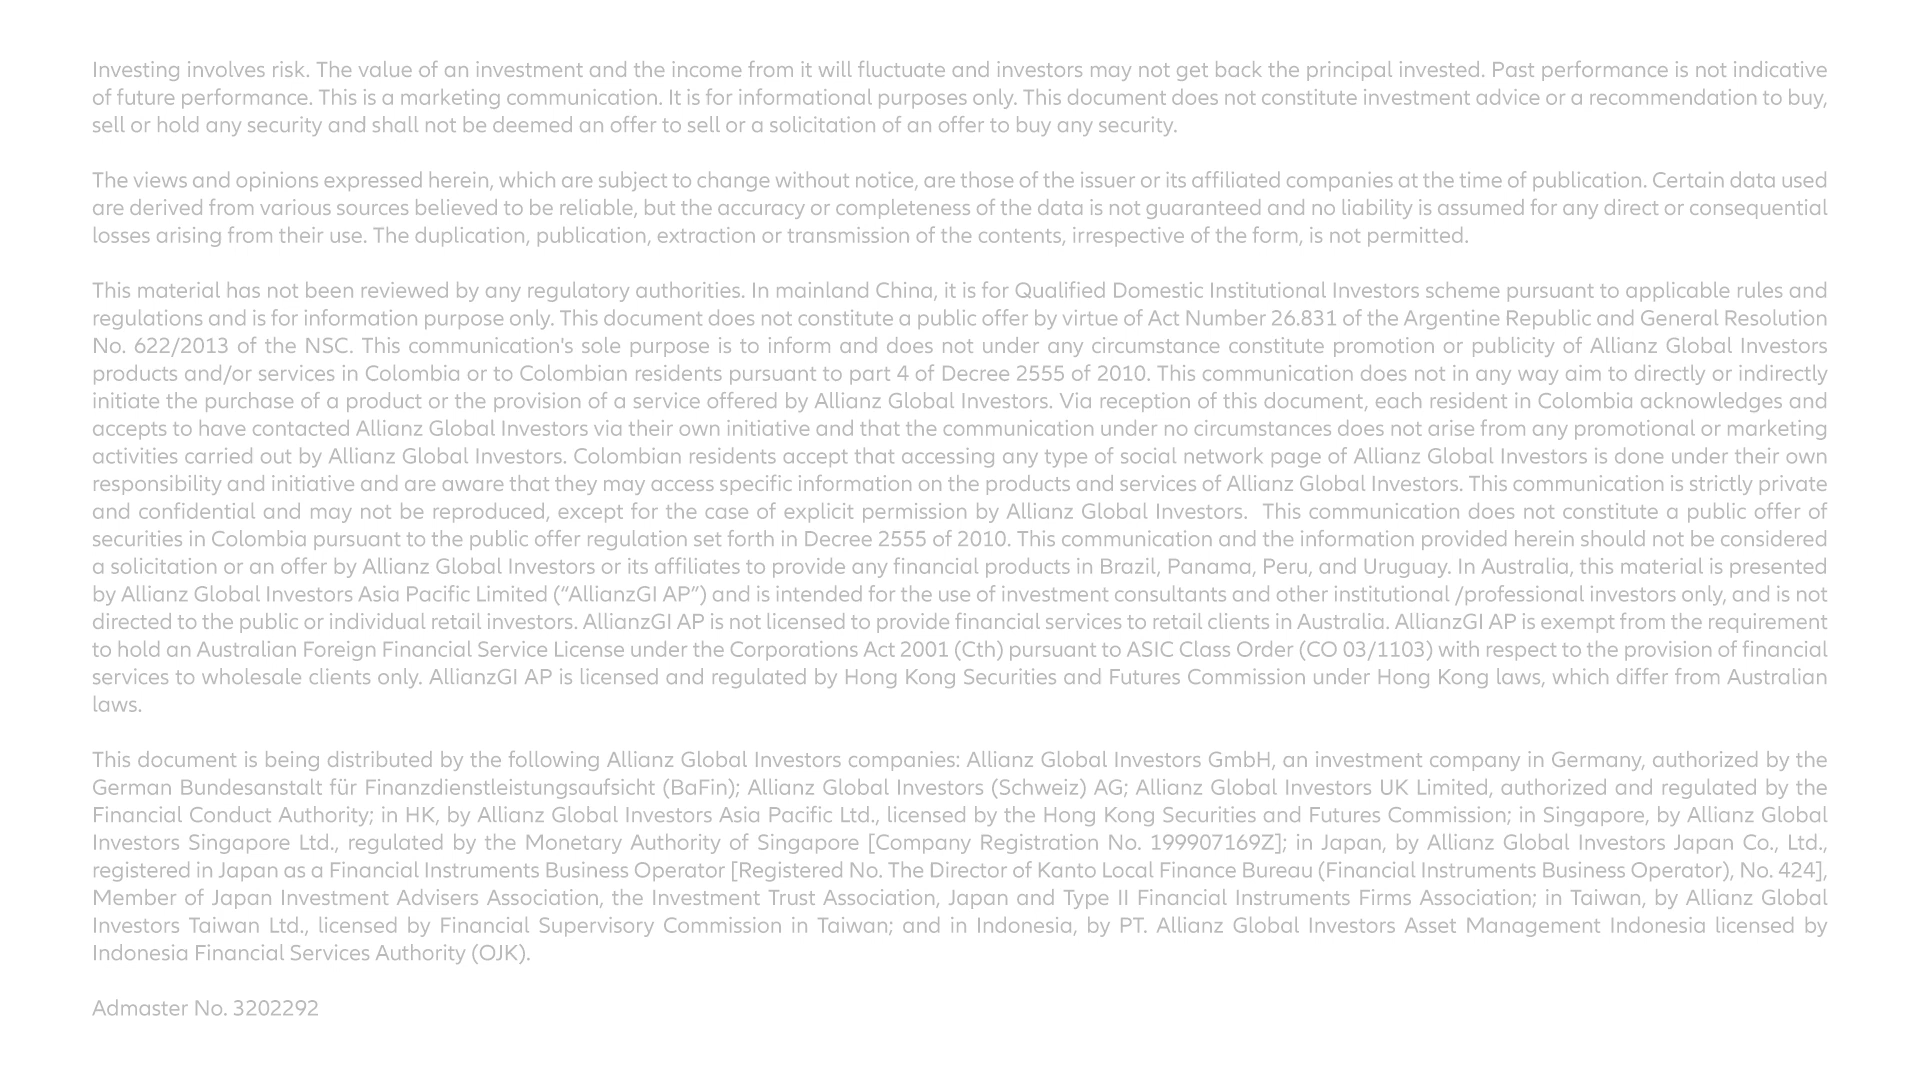 Investing involves risk. The value of an investment and the income from it will fluctuate and investors may not get back the principal invested. Past performance is not indicative
of future performance. This is a marketing communication. It is for informational purposes only. This document does not constitute investment advice or a recommendation to buy,
sell or hold any security and shall not be deemed an offer to sell or a solicitation of an offer to buy any security.
The views and opinions expressed herein, which are subject to change without notice, are those of the issuer or its affiliated companies at the time of publication. Certain data used
are derived from various sources believed to be reliable, but the accuracy or completeness of the data is not guaranteed and no liability is assumed for any direct or consequential
losses arising from their use. The duplication, publication, extraction or transmission of the contents, irrespective of the form, is not permitted.
This material has not been reviewed by any regulatory authorities. In mainland China, it is for Qualified Domestic Institutional Investors scheme pursuant to applicable rules and
regulations and is for information purpose only. This document does not constitute a public offer by virtue of Act Number 26.831 of the Argentine Republic and General Resolution
No. 622/2013 of the NSC. This communication's sole purpose is to inform and does not under any circumstance constitute promotion or publicity of Allianz Global Investors
products and/or services in Colombia or to Colombian residents pursuant to part 4 of Decree 2555 of 2010. This communication does not in any way aim to directly or indirectly
initiate the purchase of a product or the provision of a service offered by Allianz Global Investors. Via reception of this document, each resident in Colombia acknowledges and
accepts to have contacted Allianz Global Investors via their own initiative and that the communication under no circumstances does not arise from any promotional or marketing
activities carried out by Allianz Global Investors. Colombian residents accept that accessing any type of social network page of Allianz Global Investors is done under their own
responsibility and initiative and are aware that they may access specific information on the products and services of Allianz Global Investors. This communication is strictly private
and confidential and may not be reproduced, except for the case of explicit permission by Allianz Global Investors. This communication does not constitute a public offer of
securities in Colombia pursuant to the public offer regulation set forth in Decree 2555 of 2010. This communication and the information provided herein should not be considered
a solicitation or an offer by Allianz Global Investors or its affiliates to provide any financial products in Brazil, Panama, Peru, and Uruguay. In Australia, this material is presented
by Allianz Global Investors Asia Pacific Limited (“AllianzGI AP”) and is intended for the use of investment consultants and other institutional /professional investors only, and is not
directed to the public or individual retail investors. AllianzGI AP is not licensed to provide financial services to retail clients in Australia. AllianzGI AP is exempt from the requirement
to hold an Australian Foreign Financial Service License under the Corporations Act 2001 (Cth) pursuant to ASIC Class Order (CO 03/1103) with respect to the provision of financial
services to wholesale clients only. AllianzGI AP is licensed and regulated by Hong Kong Securities and Futures Commission under Hong Kong laws, which differ from Australian
laws.
This document is being distributed by the following Allianz Global Investors companies: Allianz Global Investors GmbH, an investment company in Germany, authorized by the
German Bundesanstalt für Finanzdienstleistungsaufsicht (BaFin); Allianz Global Investors (Schweiz) AG; Allianz Global Investors UK Limited, authorized and regulated by the
Financial Conduct Authority; in HK, by Allianz Global Investors Asia Pacific Ltd., licensed by the Hong Kong Securities and Futures Commission; in Singapore, by Allianz Global
Investors Singapore Ltd., regulated by the Monetary Authority of Singapore [Company Registration No. 199907169Z]; in Japan, by Allianz Global Investors Japan Co., Ltd.,
registered in Japan as a Financial Instruments Business Operator [Registered No. The Director of Kanto Local Finance Bureau (Financial Instruments Business Operator), No. 424],
Member of Japan Investment Advisers Association, the Investment Trust Association, Japan and Type II Financial Instruments Firms Association; in Taiwan, by Allianz Global
Investors Taiwan Ltd., licensed by Financial Supervisory Commission in Taiwan; and in Indonesia, by PT. Allianz Global Investors Asset Management Indonesia licensed by
Indonesia Financial Services Authority (OJK).
Admaster No. 3202292